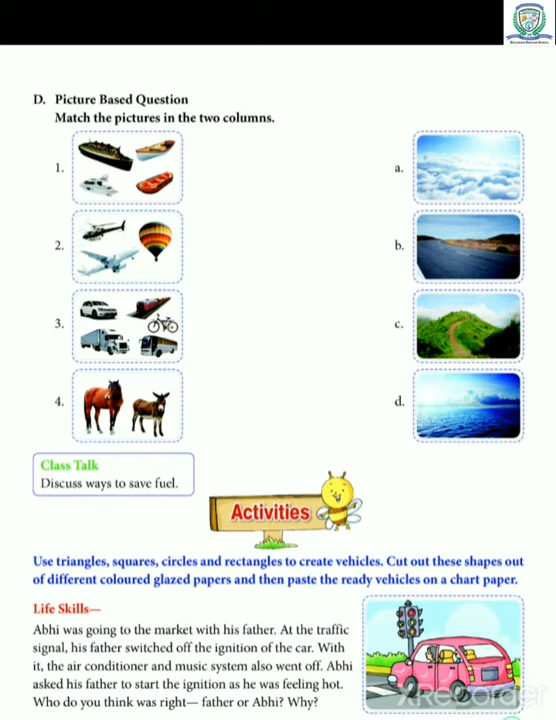 D. Picture Based Question
Match the pictures in the two columns.
1.
a.
2.
b.
3.
c.
4.
d.
Class Talk
Discuss ways to save fuel.
Activities
Use triangles, squares, circles and rectangles to create vehicles. Cut out these shapes out
of different coloured glazed papers and then paste the ready vehicles on a chart paper.
Life Skills—
Abhi was going to the market with his father. At the traffic
signal, his father switched off the ignition of the car. With
it, the air conditioner and music system also went off. Abhi
asked his father to start the ignition as he was feeling hot.
Who do you think was right— father or Abhi? Why?
XRecorder